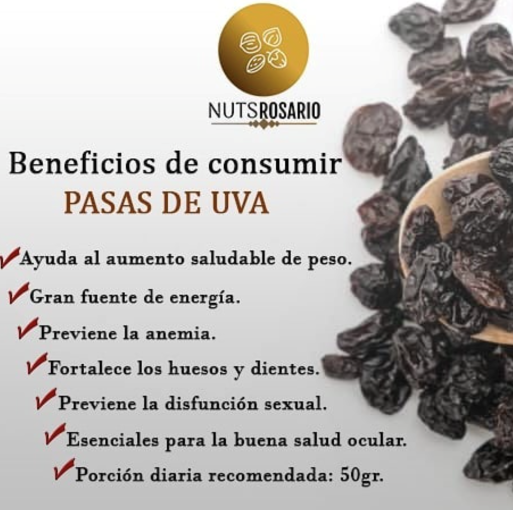 NUTSROSARIO
Beneficios de consumir
PASAS DE UVA
Ayuda al aumento saludable de peso.
Gran fuente de energía.
Previene la anemia.
Fortalece los huesos y dientes.
Previene la disfunción sexual.
Esenciales para la buena salud ocular.
Porción diaria recomendada: 50gr.